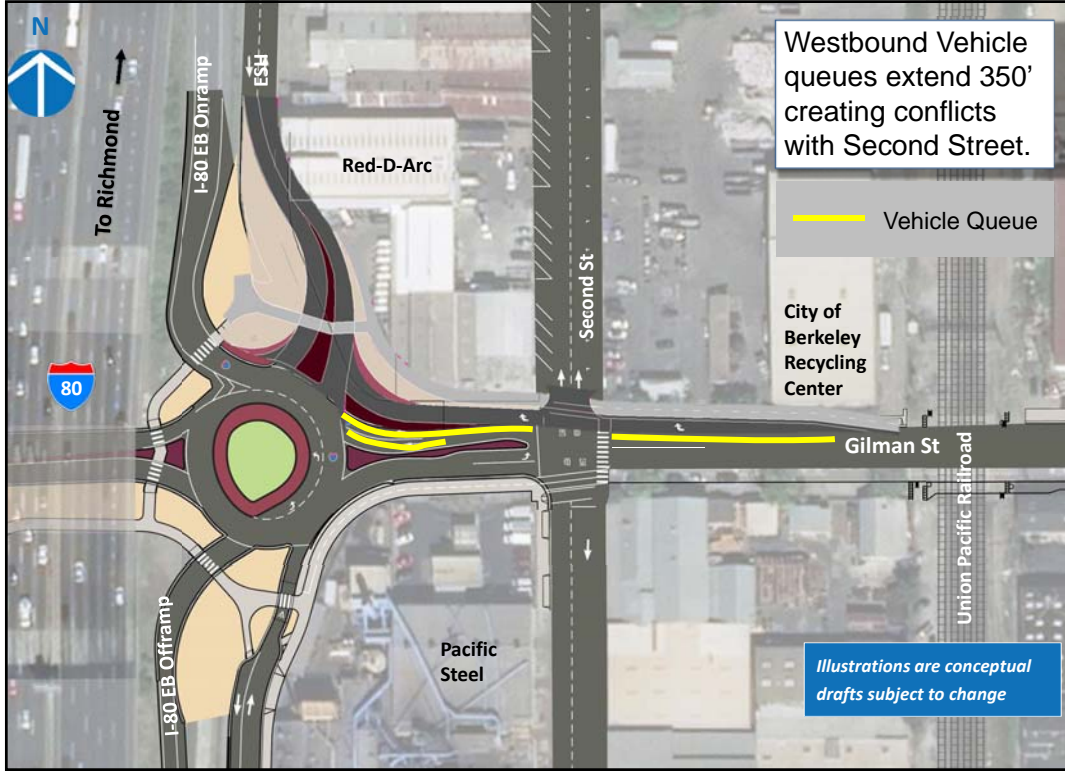 N
To Richmond
I-80 EB Onramp
ESH
Westbound Vehicle
queues extend 350’
creating conflicts
with Second Street.
Vehicle Queue
Red-D-Arc
Second St
City of
Berkeley
Recycling
Center
80
Gilman St
Union Pacific Railroad
I-80 EB Offramp
Pacific
Steel
Illustrations are conceptual
drafts subject to change